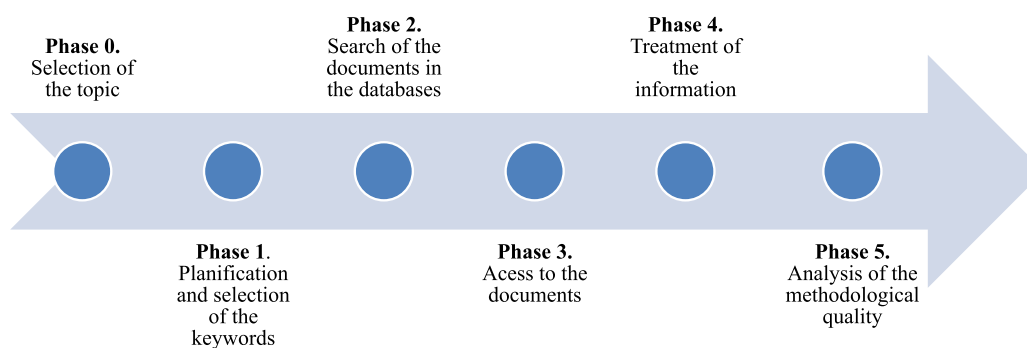 Phase 0.
Selection of
the topic
Phase 1.
Planification
and selection
of the
keywords
Phase 2.
Search of the
documents in
the databases
Phase 3.
Acess to the
documents
Phase 4.
Treatment of
the
information
Phase 5.
Analysis of the
methodological
quality